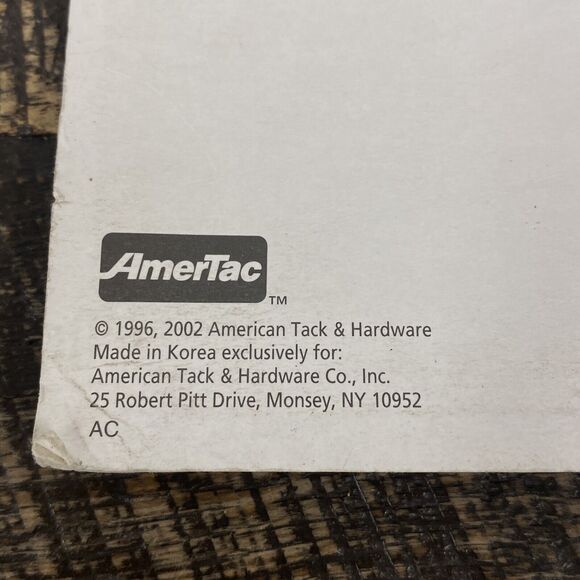 AmerTac
TM
© 1996, 2002 American Tack & Hardware
Made in Korea exclusively for:
American Tack & Hardware Co., Inc.
25 Robert Pitt Drive, Monsey, NY 10952
AC